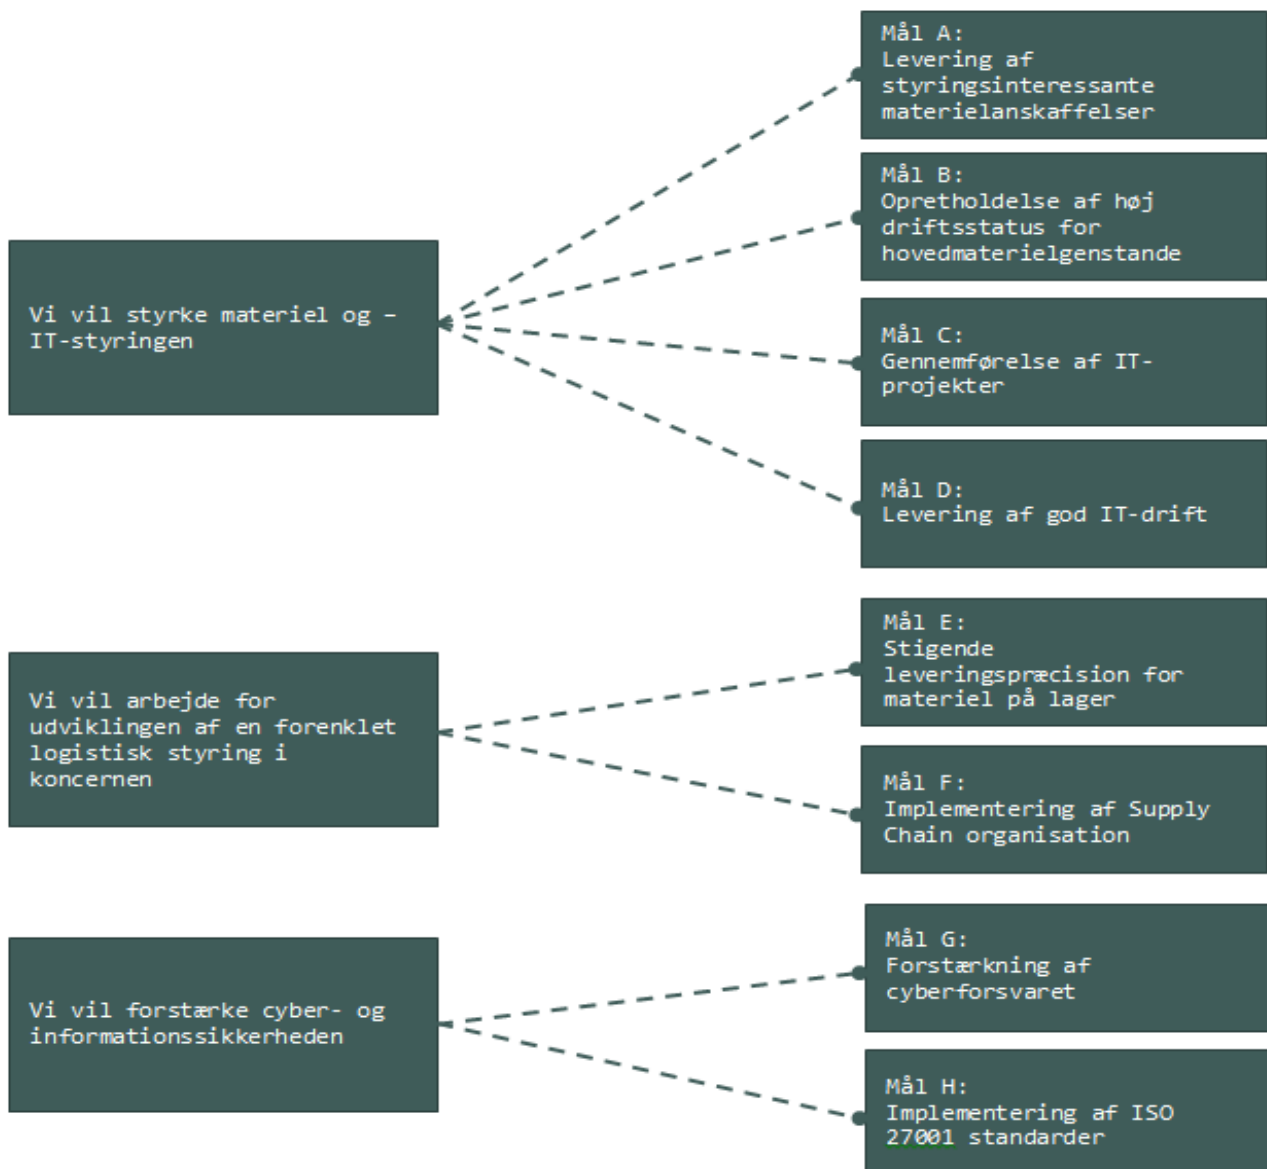 Vi vil styrke materiel og –
IT-styringen
Mål A:
Levering af
styringsinteressante
materielanskaffelser
Mål B:
Opretholdelse af høj
driftsstatus for
hovedmaterielgenstande
Mål C:
Gennemførelse af IT-
projekter
Mål D:
Levering af god IT-drift
Vi vil arbejde for
udviklingen af en forenklet
logistisk styring i
koncernen
Mål E:
Stigende
leveringspræcision for
materiel på lager
Mål F:
Implementering af Supply
Chain organisation
Vi vil forstærke cyber- og
informationssikkerheden
Mål G:
Forstærkning af
cyberforsvaret
Mål H:
Implementering af ISO
27001 standarder